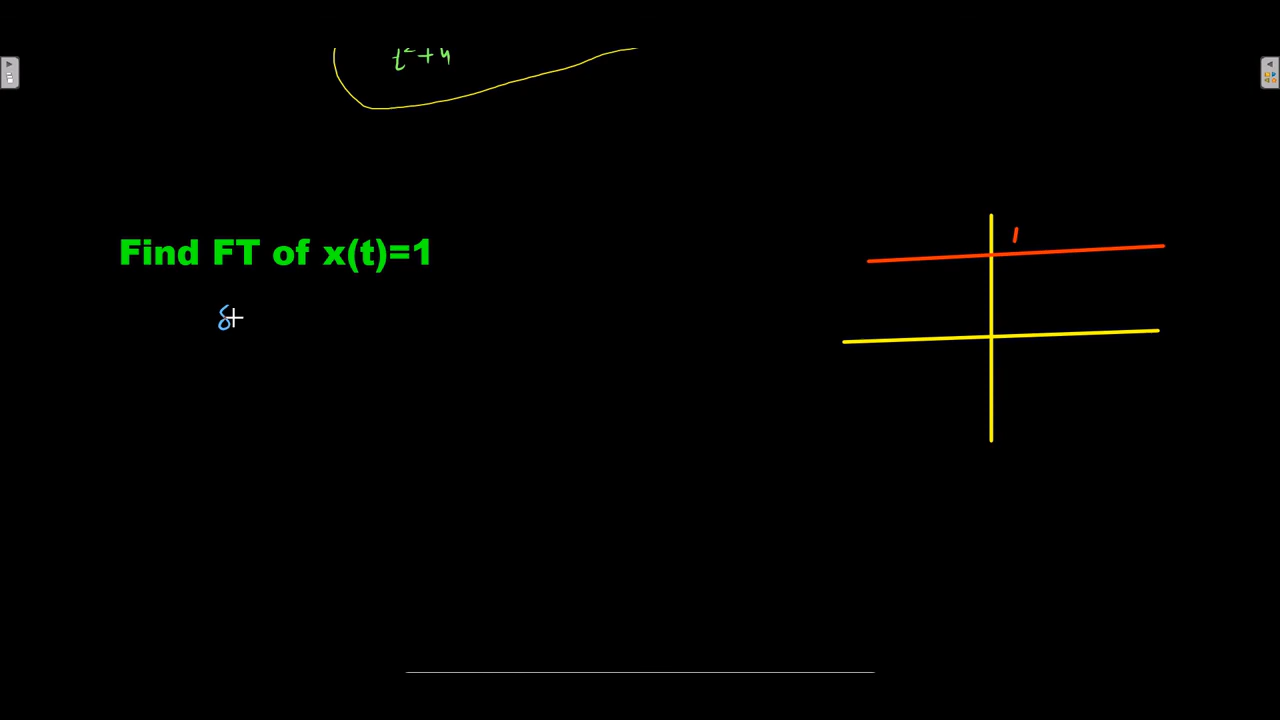 t² + 4
Find FT of x(t)=1
1
δ